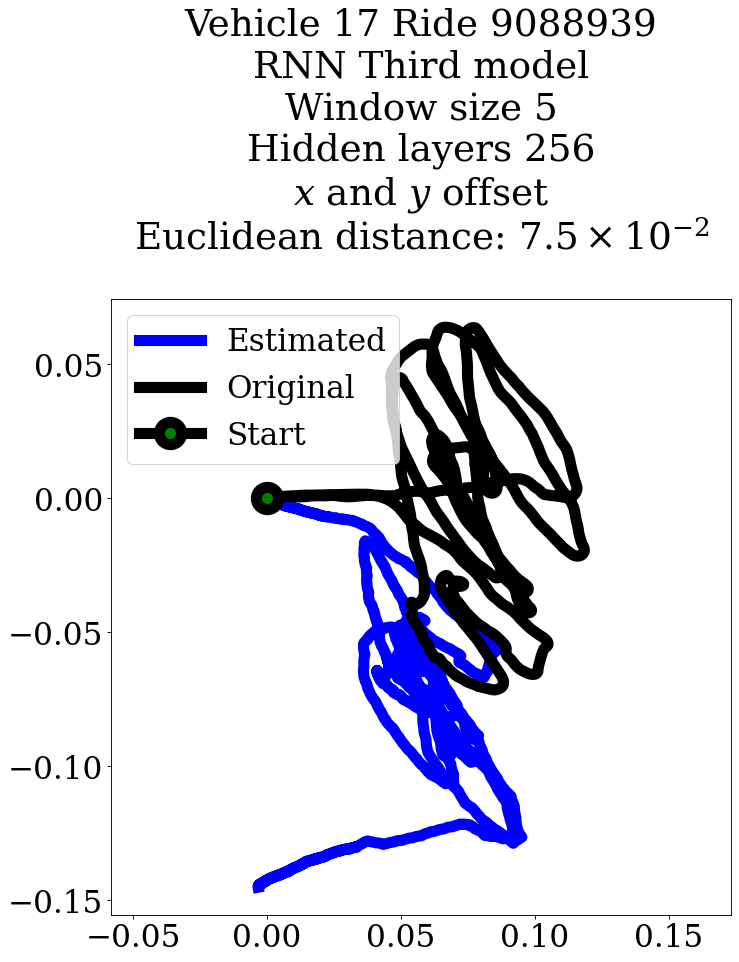 Vehicle 17 Ride 9088939
RNN Third model
Window size 5
Hidden layers 256
x and y offset
Euclidean distance: 7.5 × 10⁻²
Estimated
Original
Start
0.05
0.00
−0.05
−0.10
−0.15
−0.05 0.00 0.05 0.10 0.15